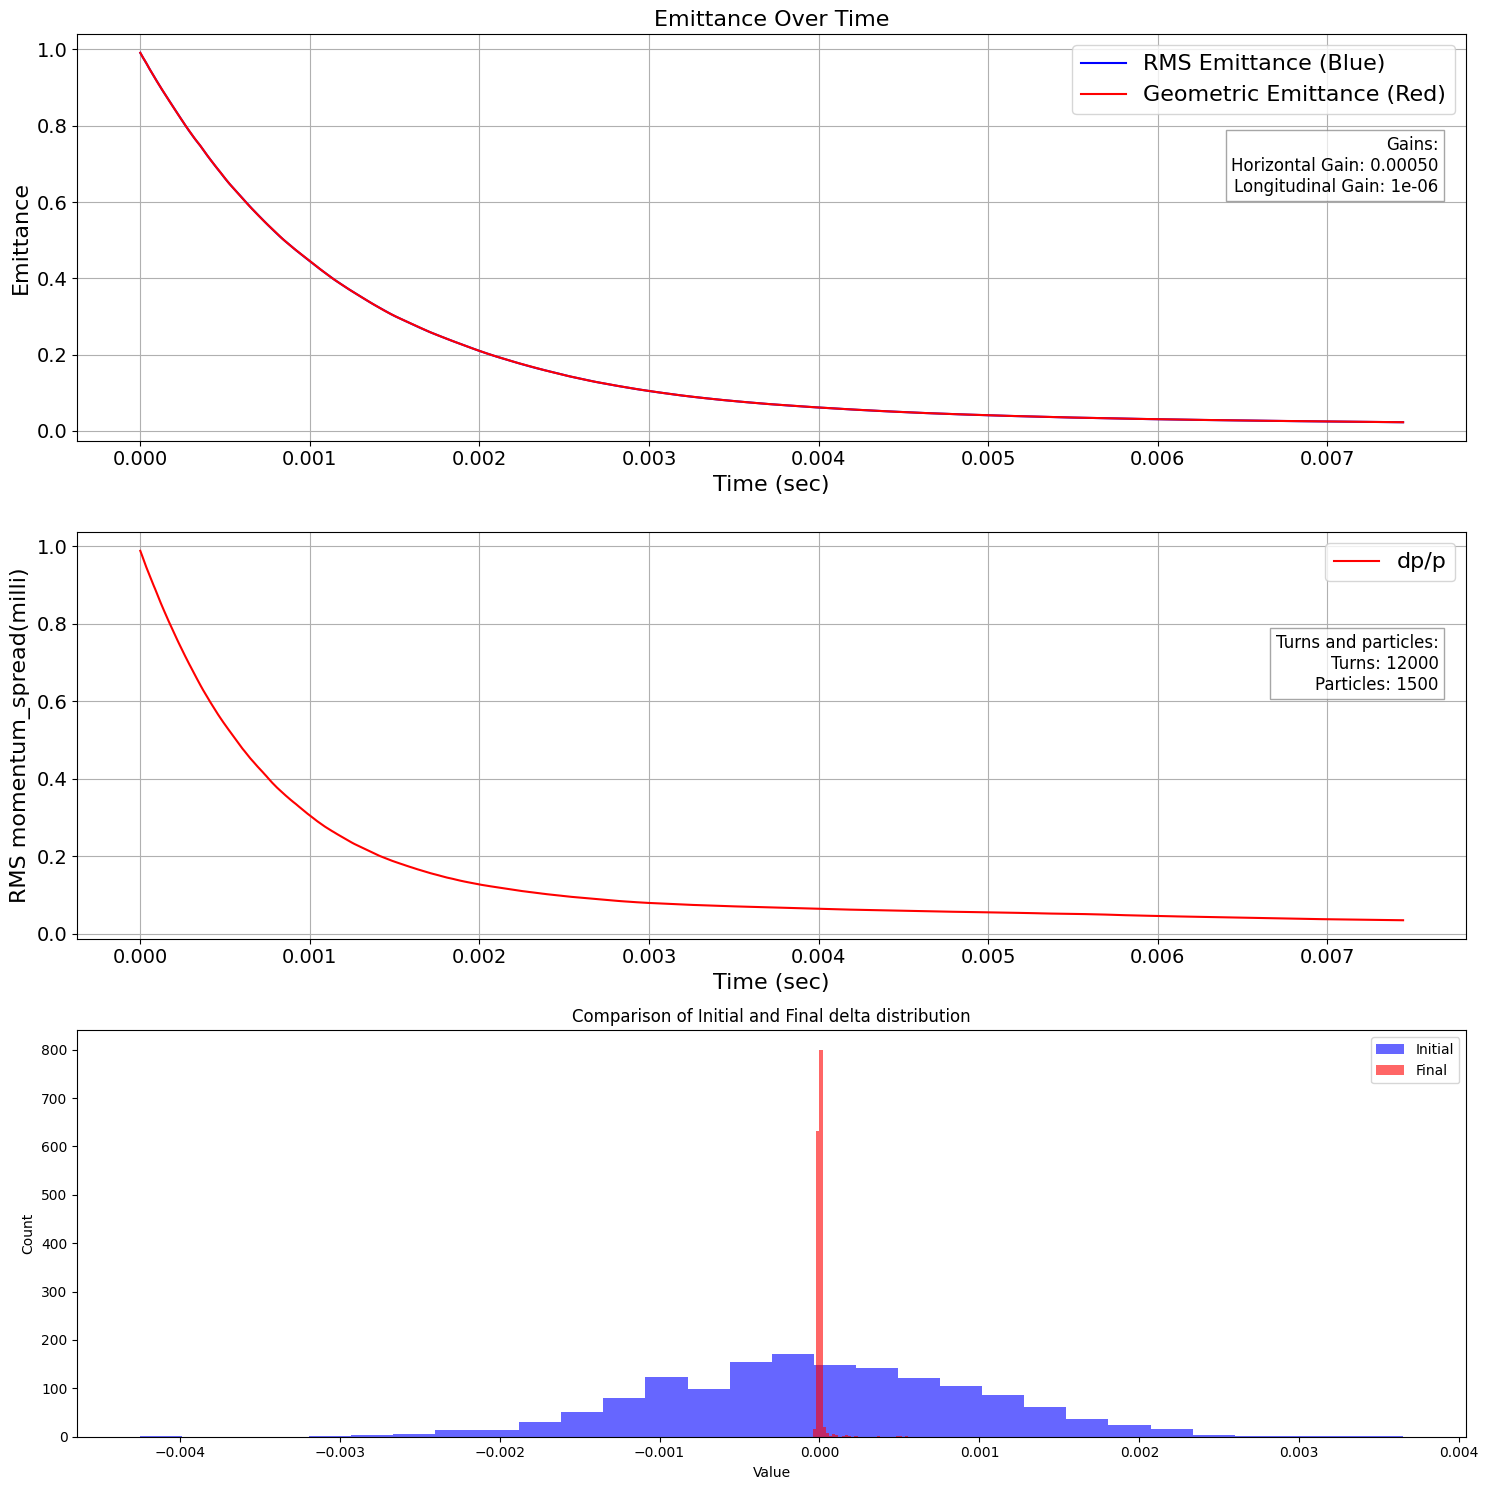 Emittance Over Time
1.0
0.8
0.6
0.4
0.2
0.0
Emittance
RMS Emittance (Blue)
Geometric Emittance (Red)
Gains:
Horizontal Gain: 0.00050
Longitudinal Gain: 1e-06
0.000 0.001 0.002 0.003 0.004 0.005 0.006 0.007
Time (sec)
1.0
0.8
0.6
0.4
0.2
0.0
RMS momentum_spread(milli)
dp/p
Turns and particles:
Turns: 12000
Particles: 1500
0.000 0.001 0.002 0.003 0.004 0.005 0.006 0.007
Time (sec)
Comparison of Initial and Final delta distribution
800
700
600
500
400
300
200
100
0
Count
Initial
Final
−0.004 −0.003 −0.002 −0.001 0.000 0.001 0.002 0.003 0.004
Value